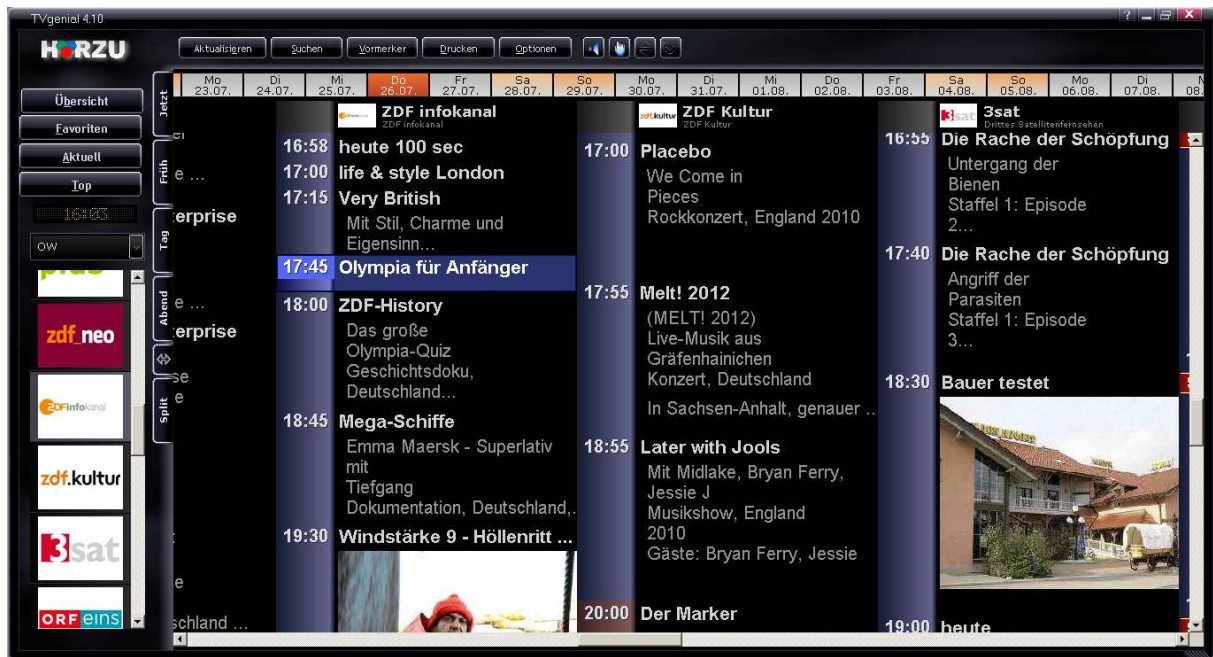 TVgenial 4.10
HÖRZU
Aktualisieren Suchen Vormerker Drucken Optionen
Mo Di Mi Do Fr Sa So Mo Di Mi Do Fr Sa So Mo Di
23.07. 24.07. 25.07. 26.07. 27.07. 28.07. 29.07. 30.07. 31.07. 01.08. 02.08. 03.08. 04.08. 05.08. 06.08. 07.08. 08.
Übersicht
Favoriten
Aktuell
Top
16:03
OW
plus
zdf_neo
ZDFinfokanal
zdf.kultur
3sat
ORF eins
Jetzt
Früh
Tag
Abend
Split
e ...
erprise
e ...
erprise
se
e
e
schland ...
ZDF infokanal
ZDF infokanal
16:58 heute 100 sec
17:00 life & style London
17:15 Very British
Mit Stil, Charme und
Eigensinn...
17:45 Olympia für Anfänger
18:00 ZDF-History
Das große
Olympia-Quiz
Geschichtsdoku,
Deutschland...
18:45 Mega-Schiffe
Emma Maersk - Superlativ
mit
Tiefgang
Dokumentation, Deutschland,.
19:30 Windstärke 9 - Höllenritt ...
zdf.kultur
ZDF Kultur
ZDF Kultur
17:00 Placebo
We Come in
Pieces
Rockkonzert, England 2010
17:55 Melt! 2012
(MELT! 2012)
Live-Musik aus
Gräfenhainichen
Konzert, Deutschland
In Sachsen-Anhalt, genauer ..
18:55 Later with Jools
Mit Midlake, Bryan Ferry,
Jessie J
Musikshow, England
2010
Gäste: Bryan Ferry, Jessie
20:00 Der Marker
3sat
3sat
Drittes Satellitenfernsehen
16:55 Die Rache der Schöpfung
Untergang der
Bienen
Staffel 1: Episode
2...
17:40 Die Rache der Schöpfung
Angriff der
Parasiten
Staffel 1: Episode
3...
18:30 Bauer testet
19:00 heute